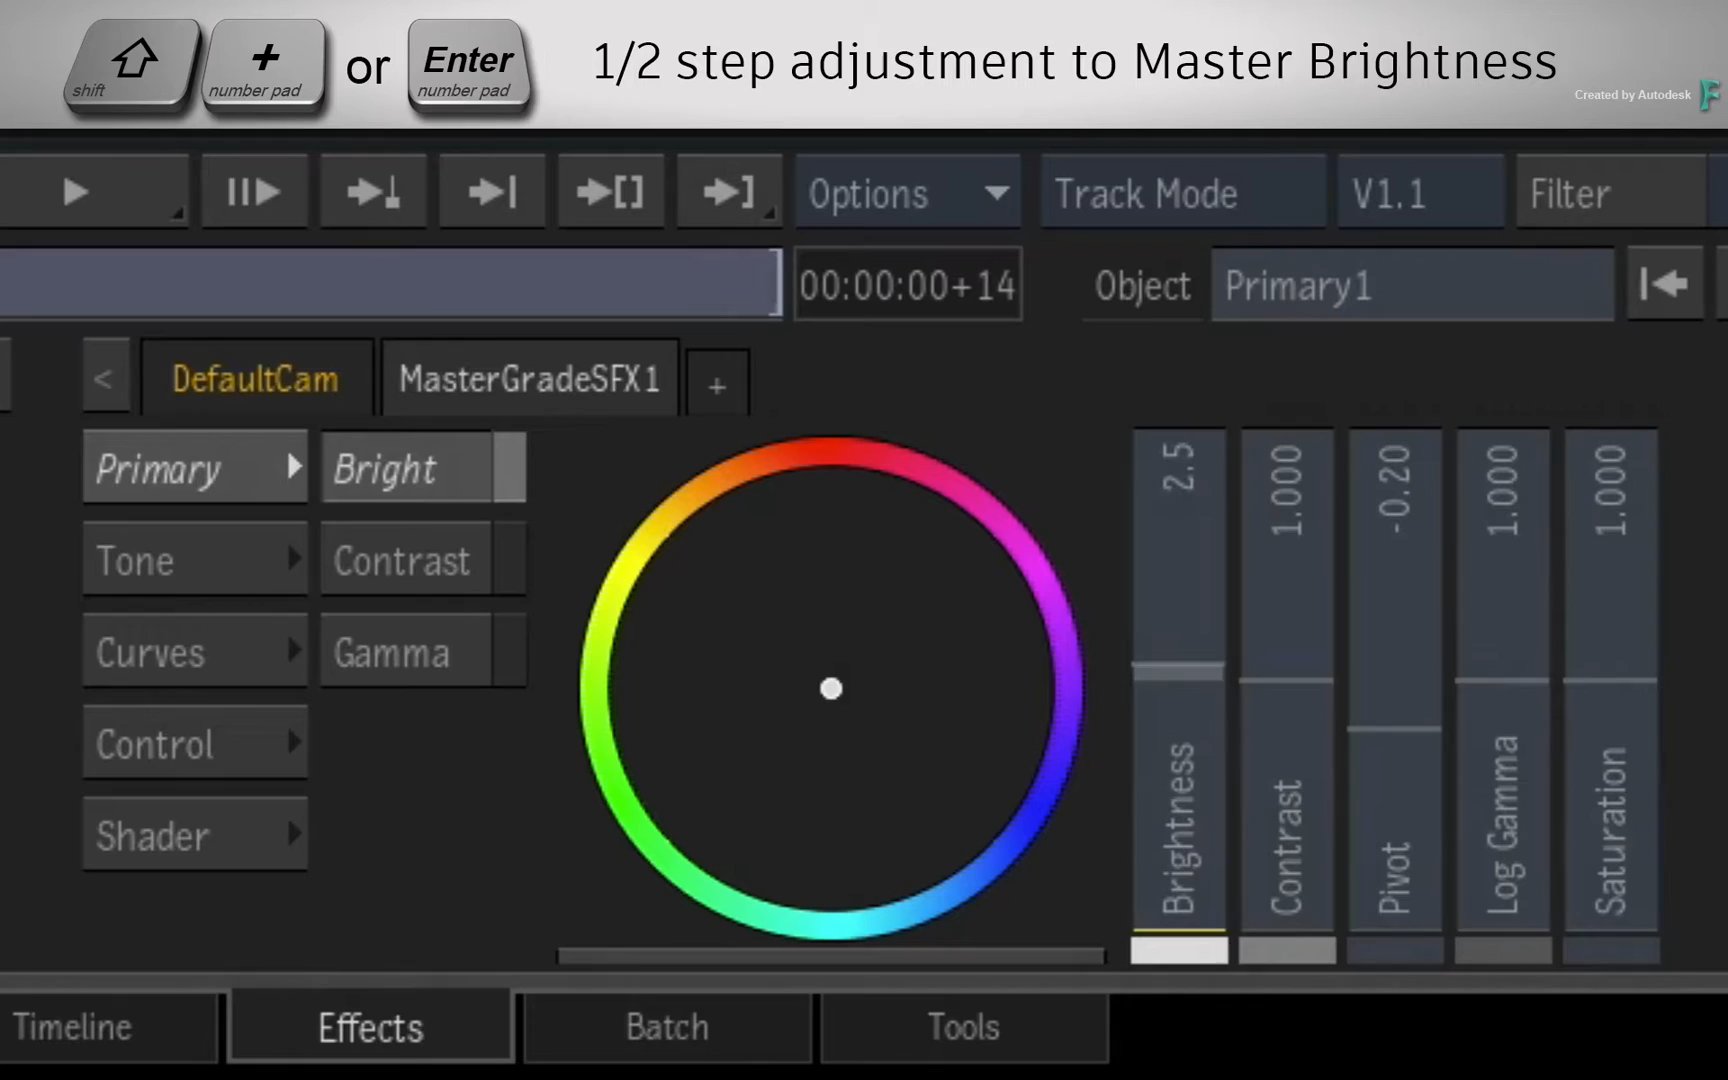 shift
+
number pad
or
Enter
number pad
1/2 step adjustment to Master Brightness
Created by Autodesk
Options
Track Mode
V1.1
Filter
00:00:00+14
Object
Primary1
<
DefaultCam
MasterGradeSFX1
+
Primary
Bright
Tone
Contrast
Curves
Gamma
Control
Shader
2.5
Brightness
1.000
Contrast
-0.20
Pivot
1.000
Log Gamma
1.000
Saturation
Timeline
Effects
Batch
Tools